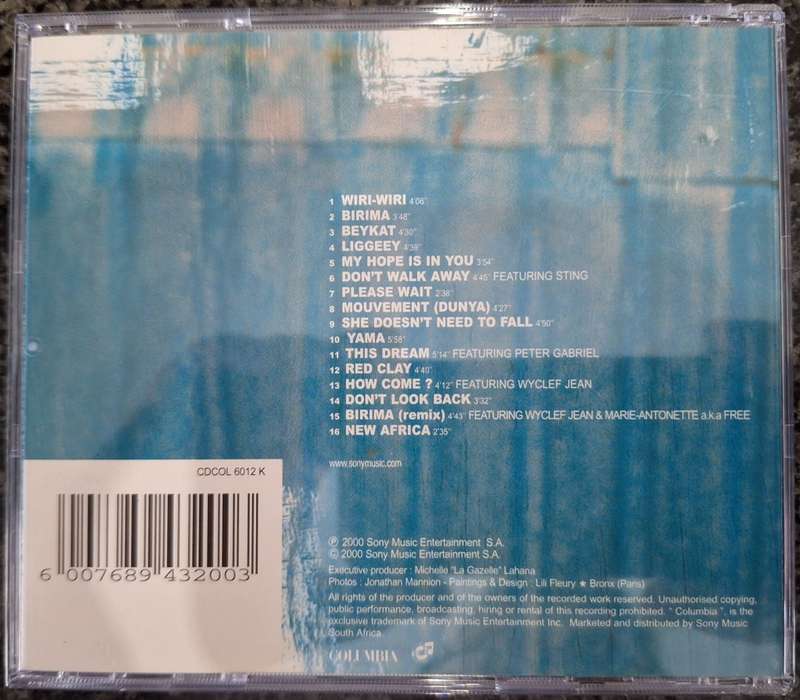 1 WIRI-WIRI 4'06"
2 BIRIMA 3'48"
3 BEYKAT 4'30"
4 LIGGEEY 4'39"
5 MY HOPE IS IN YOU 3'54"
6 DON'T WALK AWAY 4'45" FEATURING STING
7 PLEASE WAIT 2'38"
8 MOUVEMENT (DUNYA) 4'27"
9 SHE DOESN'T NEED TO FALL 4'50"
10 YAMA 5'58"
11 THIS DREAM 5'14" FEATURING PETER GABRIEL
12 RED CLAY 4'40"
13 HOW COME ? 4'12" FEATURING WYCLEF JEAN
14 DON'T LOOK BACK 3'32"
15 BIRIMA (remix) 4'43" FEATURING WYCLEF JEAN & MARIE-ANTONETTE a.k.a FREE
16 NEW AFRICA 2'35"
www.sonymusic.com
CDCOL 6012 K
6 007689 432003
℗ 2000 Sony Music Entertainment S.A.
© 2000 Sony Music Entertainment S.A.
Executive producer : Michelle "La Gazelle" Lahana
Photos : Jonathan Mannion - Paintings & Design : Lili Fleury ★ Bronx (Paris)
All rights of the producer and of the owners of the recorded work reserved. Unauthorised copying,
public performance, broadcasting, hiring or rental of this recording prohibited. " Columbia ", is the
exclusive trademark of Sony Music Entertainment Inc. Marketed and distributed by Sony Music
South Africa
COLUMBIA